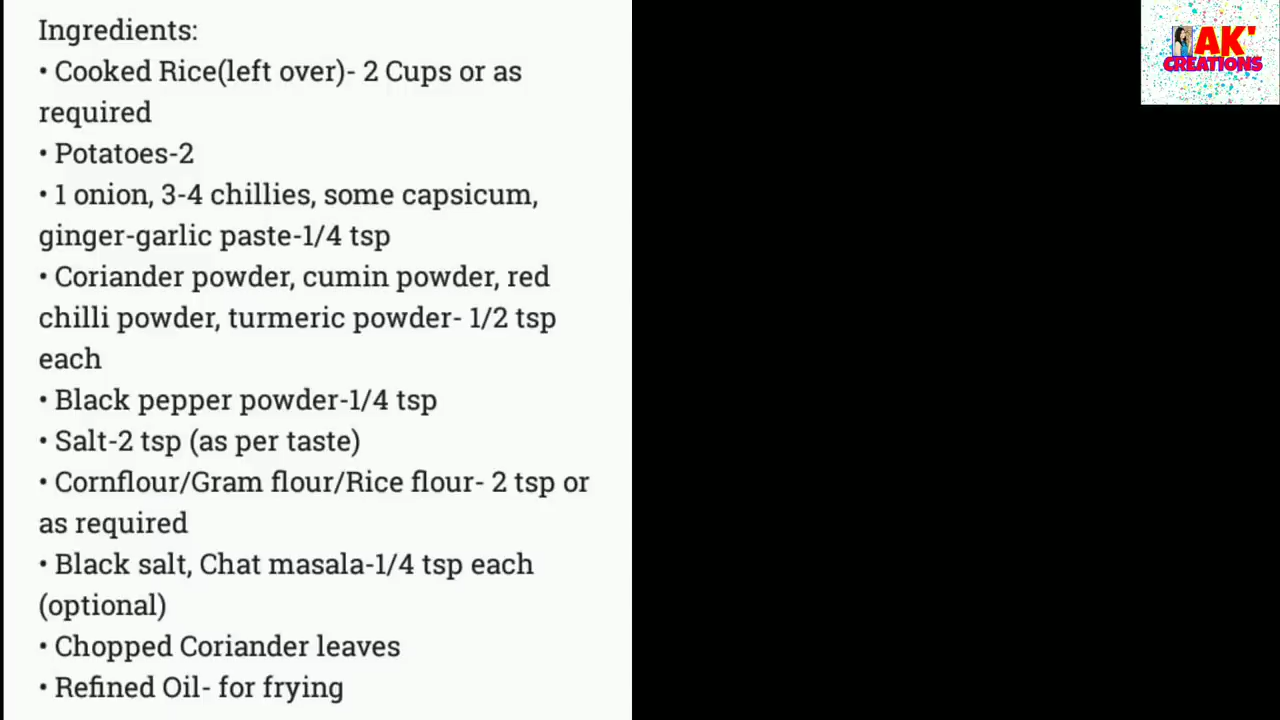 Ingredients:
• Cooked Rice(left over)- 2 Cups or as
required
• Potatoes-2
• 1 onion, 3-4 chillies, some capsicum,
ginger-garlic paste-1/4 tsp
• Coriander powder, cumin powder, red
chilli powder, turmeric powder- 1/2 tsp
each
• Black pepper powder-1/4 tsp
• Salt-2 tsp (as per taste)
• Cornflour/Gram flour/Rice flour- 2 tsp or
as required
• Black salt, Chat masala-1/4 tsp each
(optional)
• Chopped Coriander leaves
• Refined Oil- for frying
AK'
CREATIONS